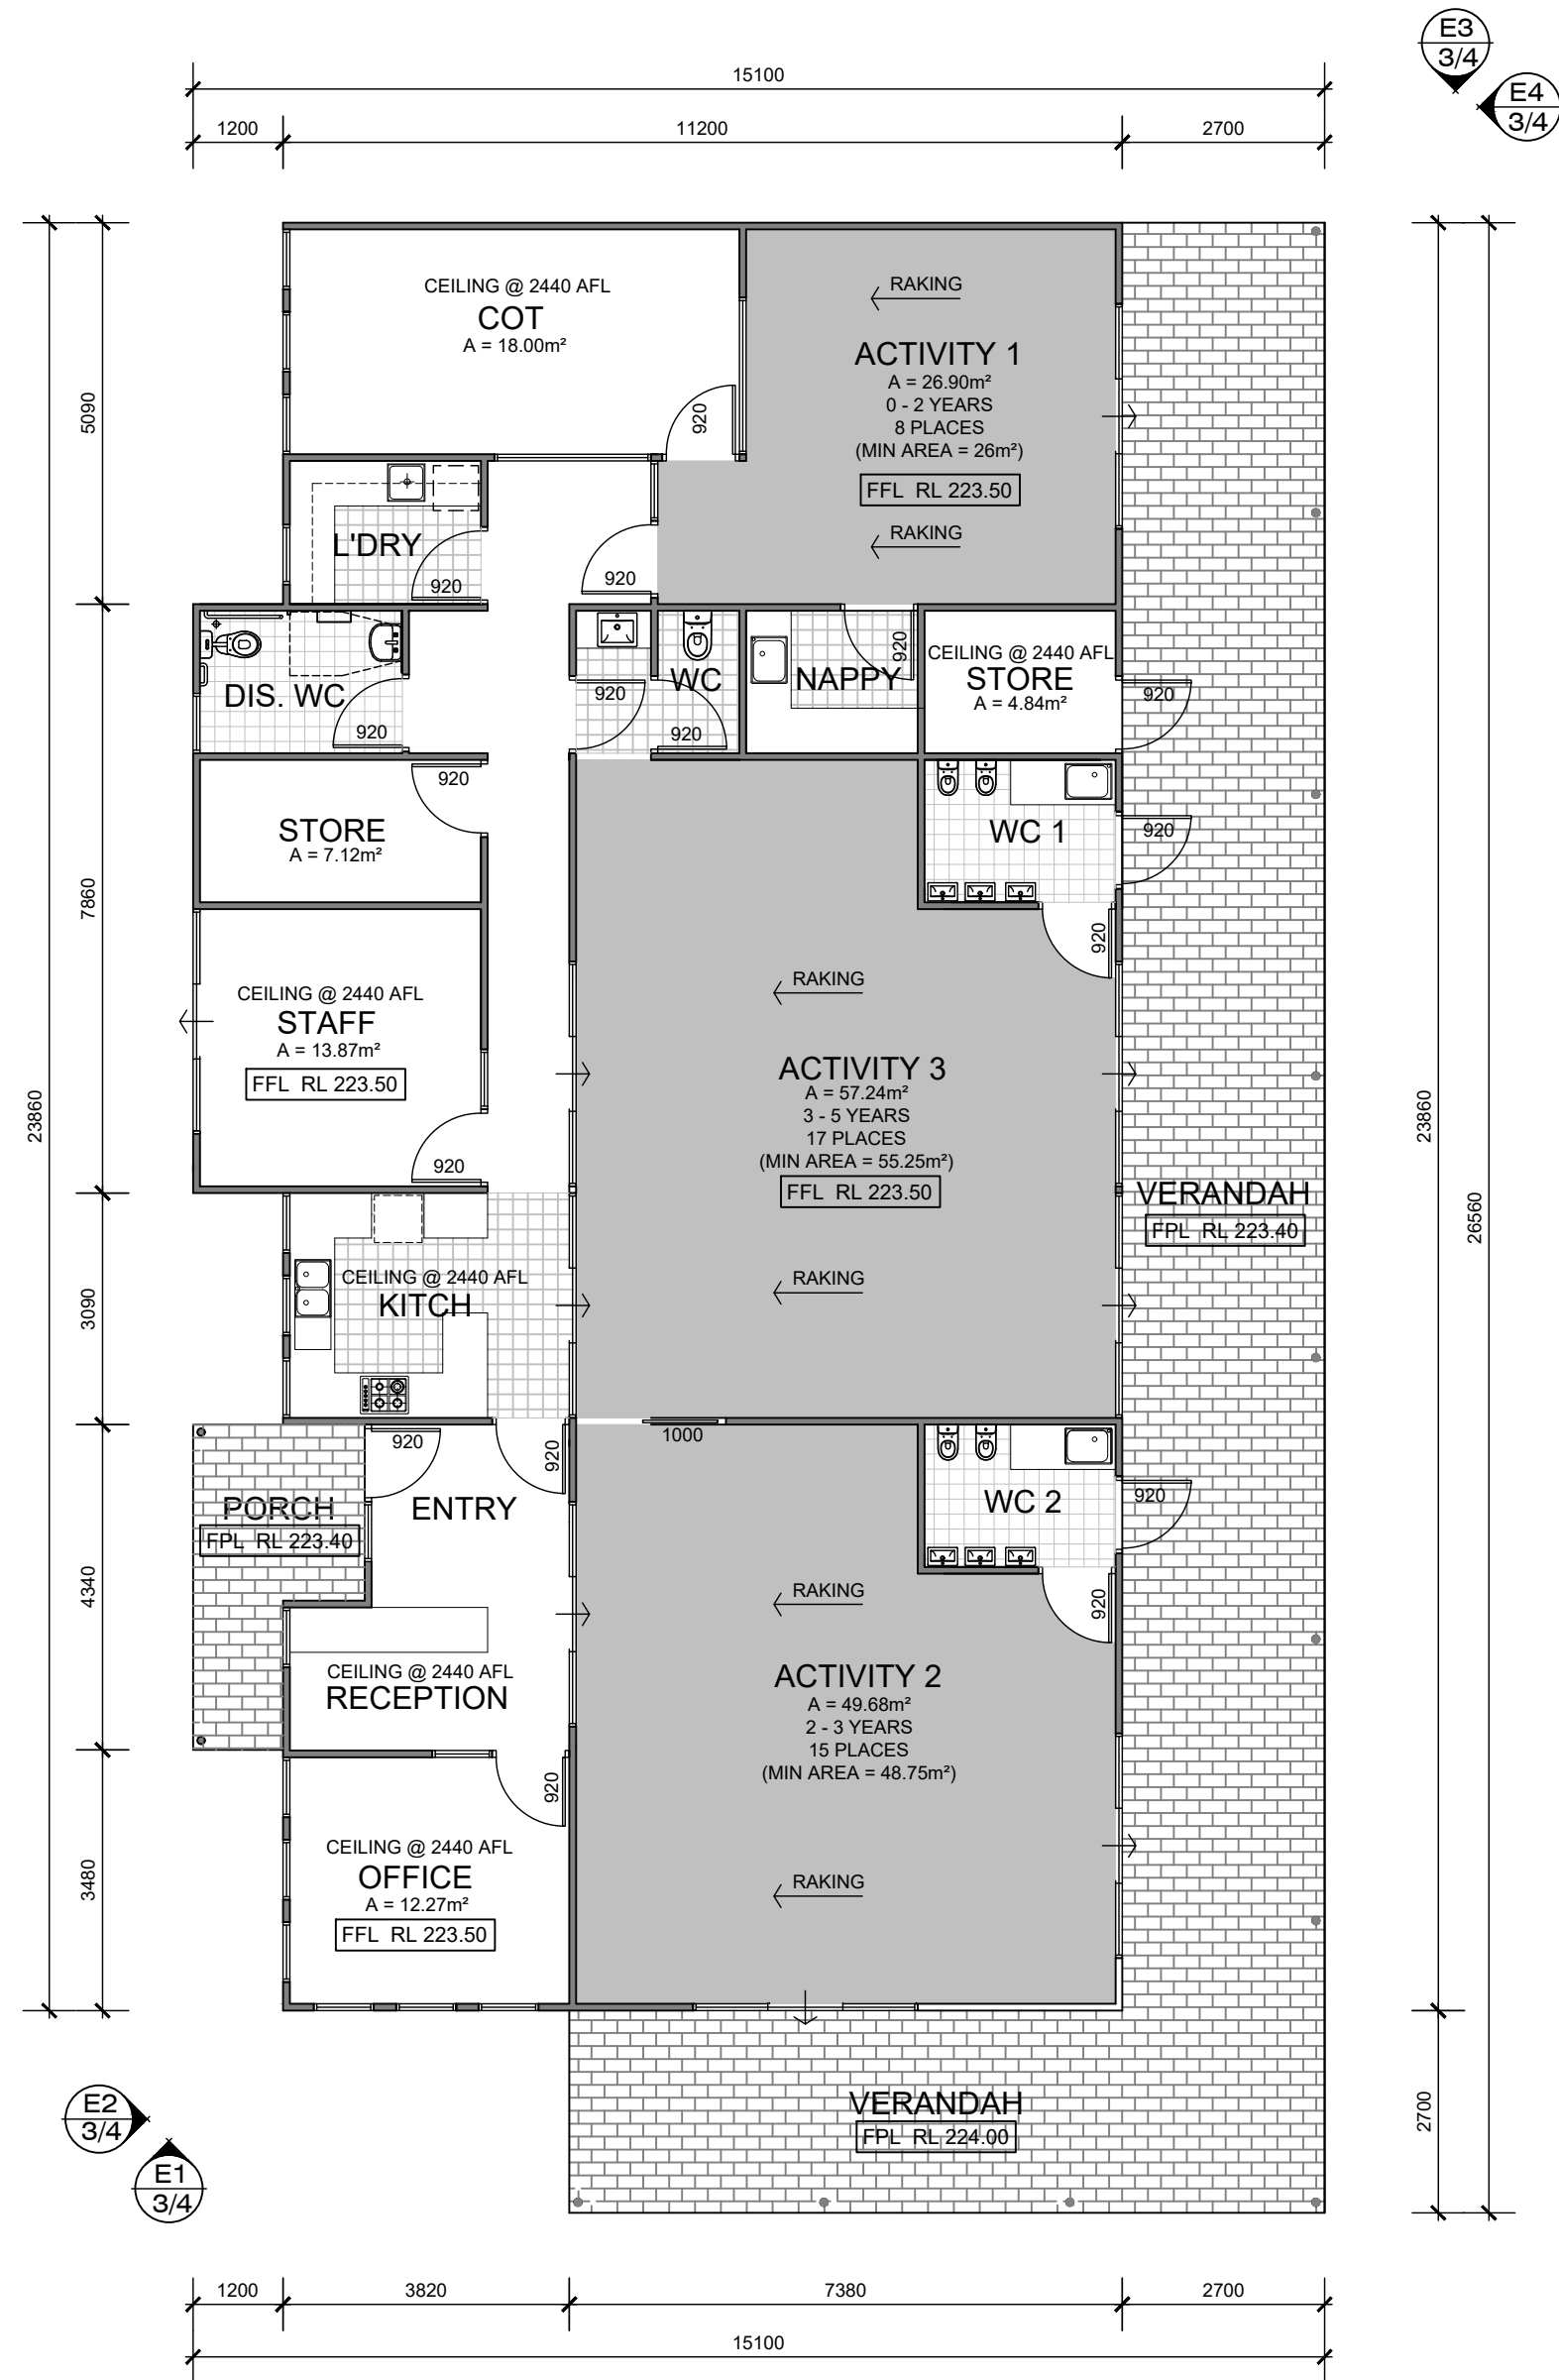 E3
3/4
E4
3/4
15100
1200
11200
2700
CEILING @ 2440 AFL
COT
A = 18.00m²
920
RAKING
ACTIVITY 1
A = 26.90m²
0 - 2 YEARS
8 PLACES
(MIN AREA = 26m²)
FFL RL 223.50
RAKING
5090
L'DRY
920
920
DIS. WC
920
920
WC
920
NAPPY
920
CEILING @ 2440 AFL
STORE
A = 4.84m²
920
920
STORE
A = 7.12m²
WC 1
920
920
7860
CEILING @ 2440 AFL
STAFF
A = 13.87m²
FFL RL 223.50
920
RAKING
ACTIVITY 3
A = 57.24m²
3 - 5 YEARS
17 PLACES
(MIN AREA = 55.25m²)
FFL RL 223.50
RAKING
VERANDAH
FPL RL 223.40
23860
23860
26560
3090
CEILING @ 2440 AFL
KITCH
920
920
1000
4340
PORCH
FPL RL 223.40
ENTRY
WC 2
920
920
CEILING @ 2440 AFL
RECEPTION
RAKING
ACTIVITY 2
A = 49.68m²
2 - 3 YEARS
15 PLACES
(MIN AREA = 48.75m²)
RAKING
920
3480
CEILING @ 2440 AFL
OFFICE
A = 12.27m²
FFL RL 223.50
VERANDAH
FPL RL 224.00
2700
E2
3/4
E1
3/4
1200
3820
7380
2700
15100